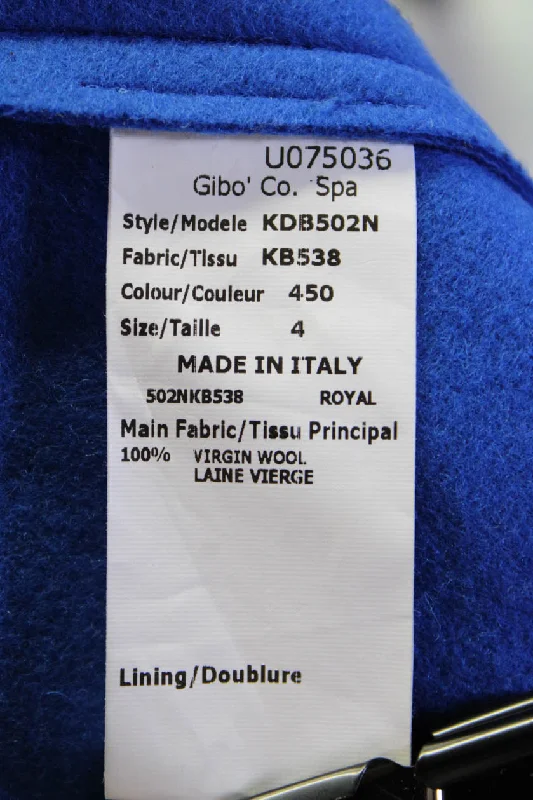 U075036
Gibo' Co. Spa
Style/Modele KDB502N
Fabric/Tissu KB538
Colour/Couleur 450
Size/Taille 4
MADE IN ITALY
502NKB538 ROYAL
Main Fabric/Tissu Principal
100% VIRGIN WOOL
LAINE VIERGE
Lining/Doublure